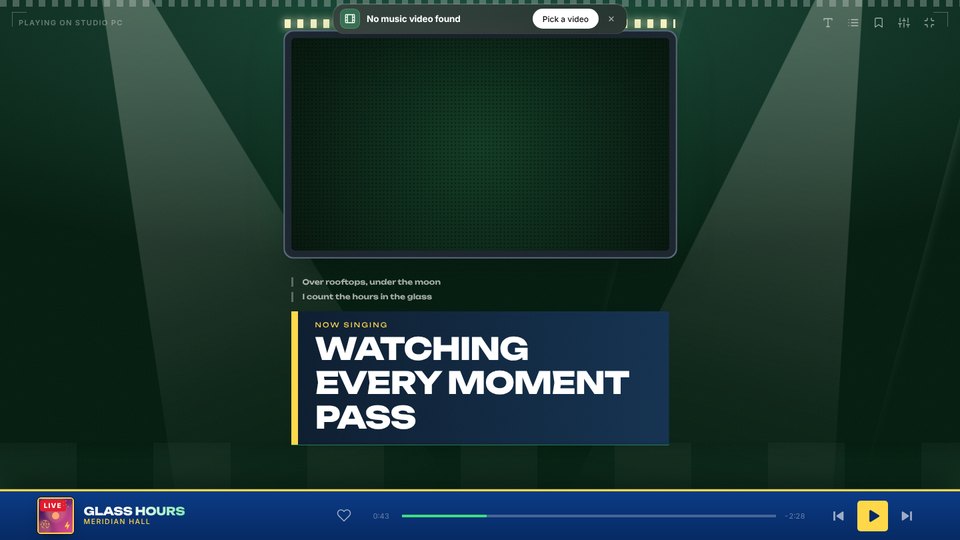 PLAYING ON STUDIO PC
No music video found
Pick a video
Over rooftops, under the moon
I count the hours in the glass
NOW SINGING
WATCHING
EVERY MOMENT
PASS
LIVE
GLASS HOURS
MERIDIAN HALL
0:43
-2:28